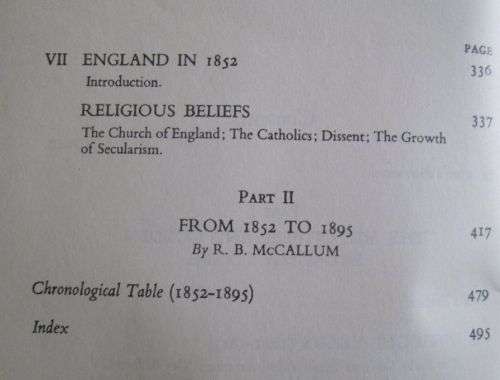 PAGE
VII ENGLAND IN 1852 336
Introduction.
RELIGIOUS BELIEFS 337
The Church of England; The Catholics; Dissent; The Growth
of Secularism.
PART II
FROM 1852 TO 1895 417
By R. B. McCALLUM
Chronological Table (1852-1895) 479
Index 495